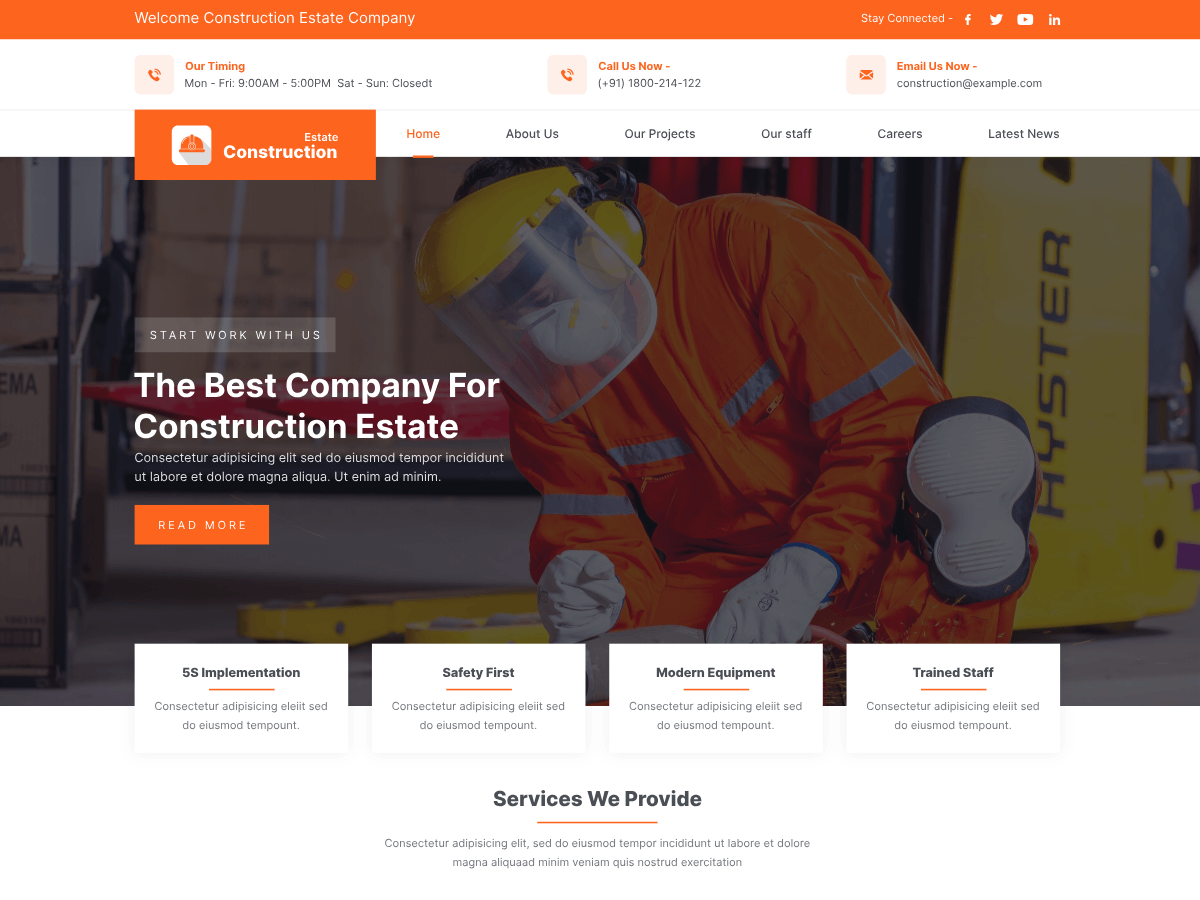 Welcome Construction Estate Company
Stay Connected -
Our Timing
Mon - Fri: 9:00AM - 5:00PM  Sat - Sun: Closedt
Call Us Now -
(+91) 1800-214-122
Email Us Now -
construction@example.com
Estate
Construction
Home
About Us
Our Projects
Our staff
Careers
Latest News
HYSTER
START WORK WITH US
The Best Company For
Construction Estate
Consectetur adipisicing elit sed do eiusmod tempor incididunt
ut labore et dolore magna aliqua. Ut enim ad minim.
READ MORE
5S Implementation
Consectetur adipisicing eleiit sed
do eiusmod tempount.
Safety First
Consectetur adipisicing eleiit sed
do eiusmod tempount.
Modern Equipment
Consectetur adipisicing eleiit sed
do eiusmod tempount.
Trained Staff
Consectetur adipisicing eleiit sed
do eiusmod tempount.
Services We Provide
Consectetur adipisicing elit, sed do eiusmod tempor incididunt ut labore et dolore
magna aliquaad minim veniam quis nostrud exercitation